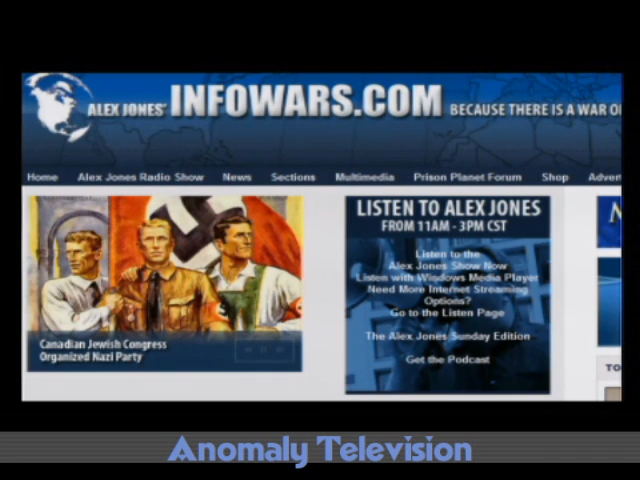 ALEX JONES' INFOWARS.COM BECAUSE THERE IS A WAR
Home Alex Jones Radio Show News Sections Multimedia Prison Planet Forum Shop
LISTEN TO ALEX JONES
FROM 11AM - 3PM CST
Listen to the
Alex Jones Show Now
Listen with Windows Media Player
Need More Internet Streaming
Options?
Go to the Listen Page
The Alex Jones Sunday Edition
Get the Podcast
Canadian Jewish Congress
Organized Nazi Party
Anomaly Television